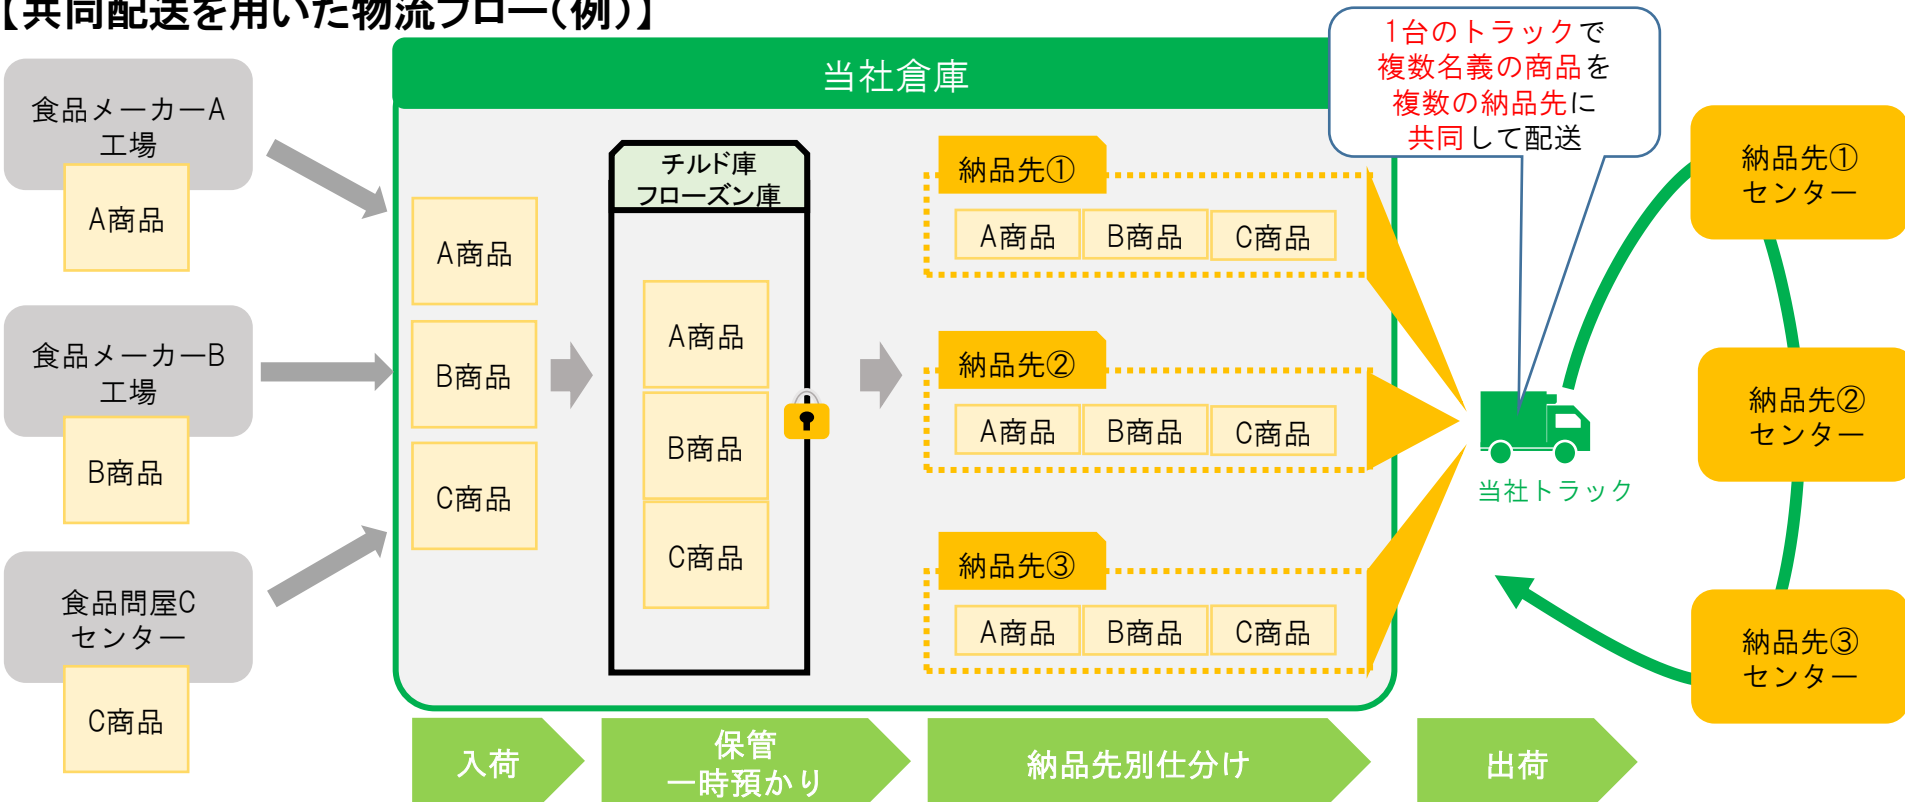 【共同配送を用いた物流フロー(例)】
当社倉庫
1台のトラックで
複数名義の商品を
複数の納品先に
共同して配送
食品メーカーA
工場
A商品
食品メーカーB
工場
B商品
食品問屋C
センター
C商品
A商品
B商品
C商品
チルド庫
フローズン庫
A商品
B商品
C商品
納品先①
A商品
B商品
C商品
納品先②
A商品
B商品
C商品
納品先③
A商品
B商品
C商品
当社トラック
納品先①
センター
納品先②
センター
納品先③
センター
入荷
保管
一時預かり
納品先別仕分け
出荷